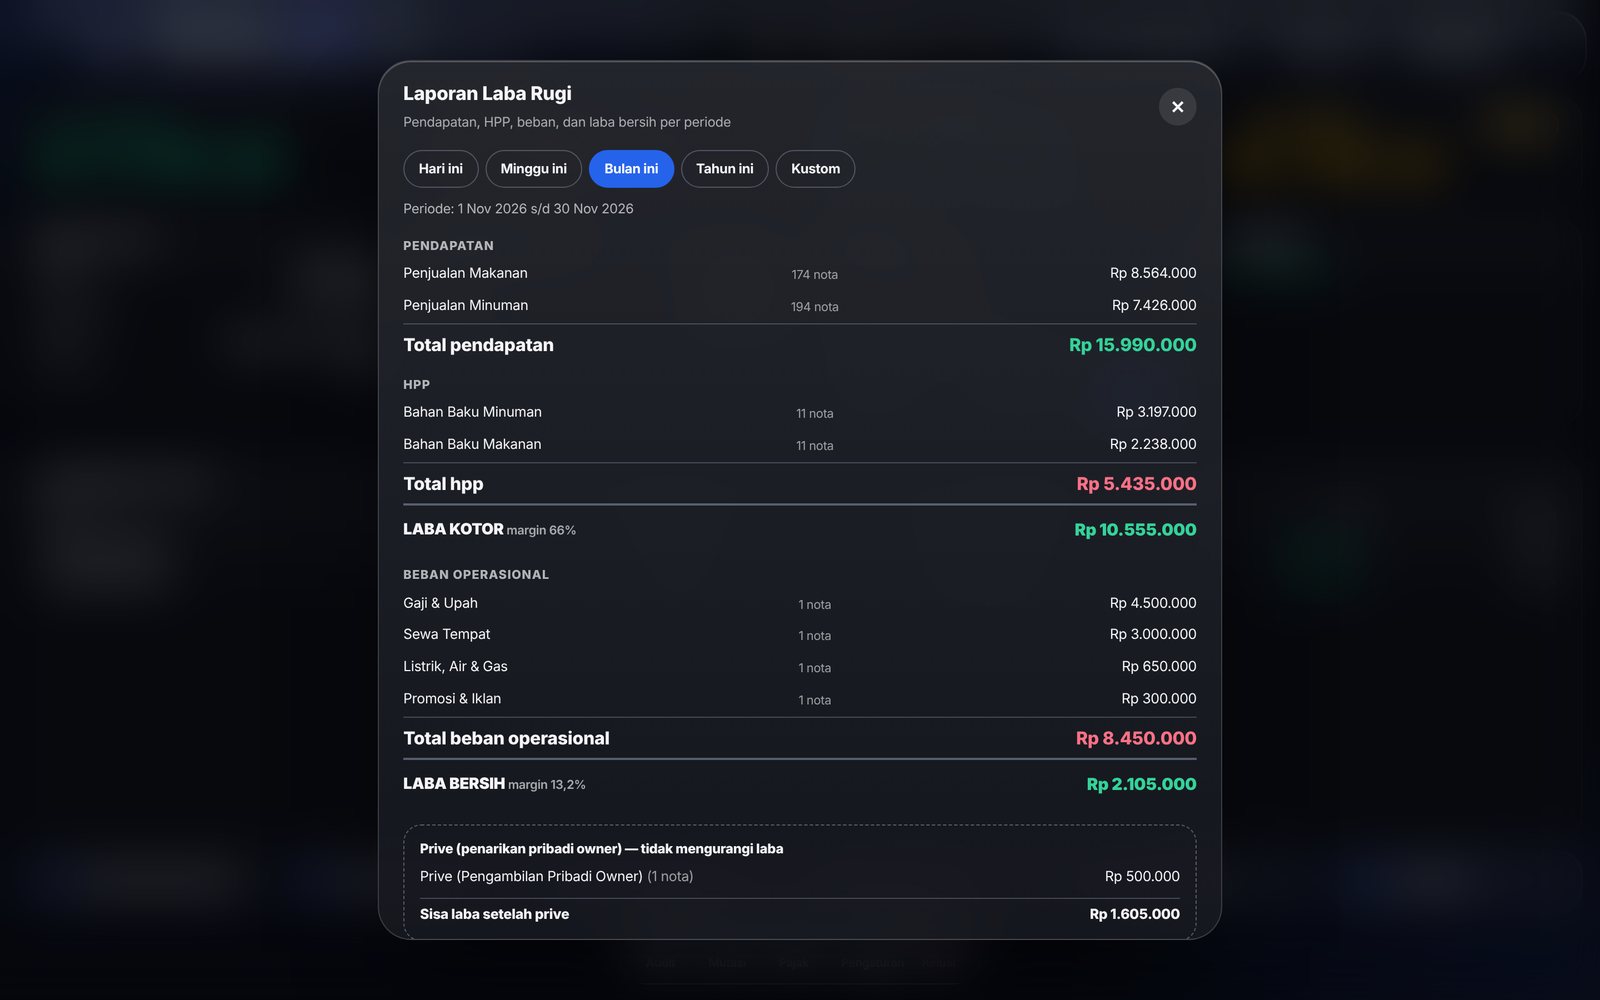 Laporan Laba Rugi
Pendapatan, HPP, beban, dan laba bersih per periode
Hari ini Minggu ini Bulan ini Tahun ini Kustom
Periode: 1 Nov 2026 s/d 30 Nov 2026
PENDAPATAN
Penjualan Makanan 174 nota Rp 8.564.000
Penjualan Minuman 194 nota Rp 7.426.000
Total pendapatan Rp 15.990.000
HPP
Bahan Baku Minuman 11 nota Rp 3.197.000
Bahan Baku Makanan 11 nota Rp 2.238.000
Total hpp Rp 5.435.000
LABA KOTOR margin 66% Rp 10.555.000
BEBAN OPERASIONAL
Gaji & Upah 1 nota Rp 4.500.000
Sewa Tempat 1 nota Rp 3.000.000
Listrik, Air & Gas 1 nota Rp 650.000
Promosi & Iklan 1 nota Rp 300.000
Total beban operasional Rp 8.450.000
LABA BERSIH margin 13,2% Rp 2.105.000
Prive (penarikan pribadi owner) — tidak mengurangi laba
Prive (Pengambilan Pribadi Owner) (1 nota) Rp 500.000
Sisa laba setelah prive Rp 1.605.000